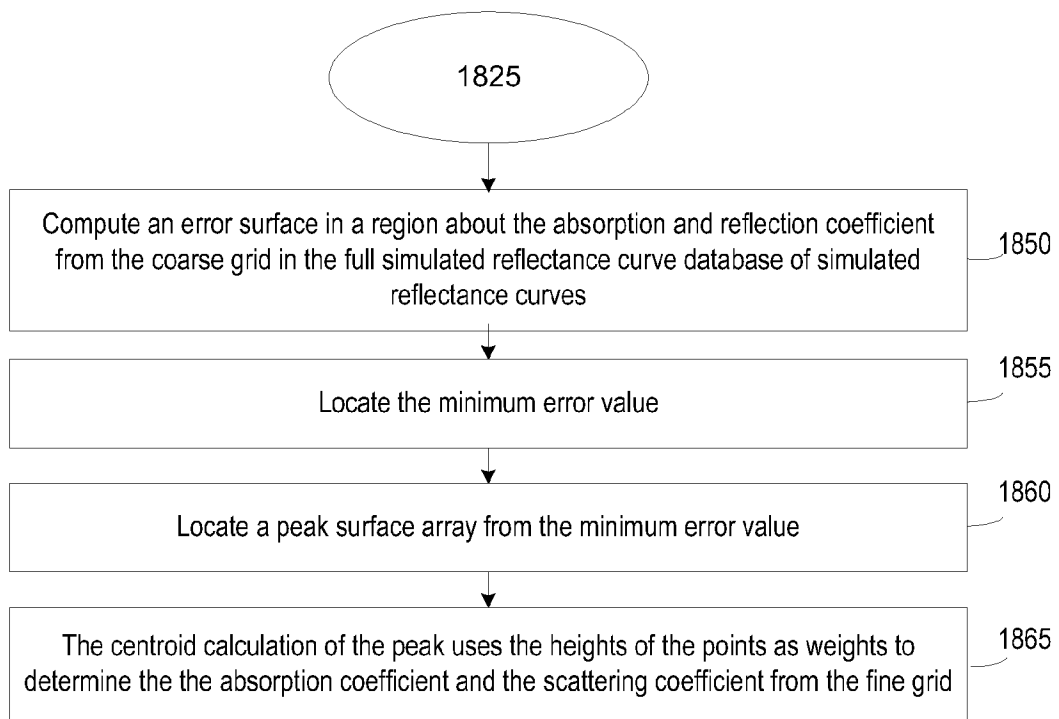 1825
Compute an error surface in a region about the absorption and reflection coefficient
from the coarse grid in the full simulated reflectance curve database of simulated
reflectance curves
1850
Locate the minimum error value
1855
Locate a peak surface array from the minimum error value
1860
The centroid calculation of the peak uses the heights of the points as weights to
determine the the absorption coefficient and the scattering coefficient from the fine grid
1865